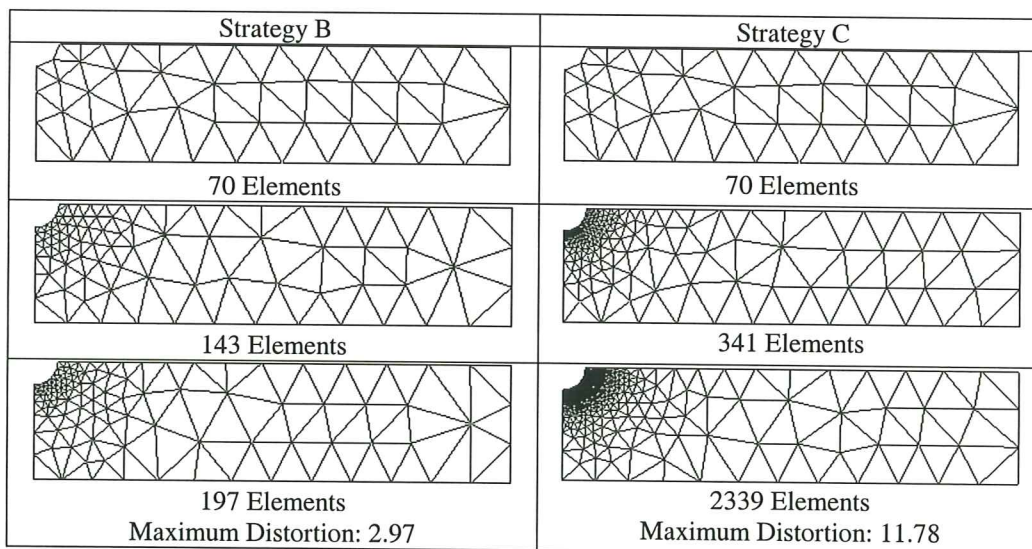 Strategy B
Strategy C
70 Elements
70 Elements
143 Elements
341 Elements
197 Elements
Maximum Distortion: 2.97
2339 Elements
Maximum Distortion: 11.78